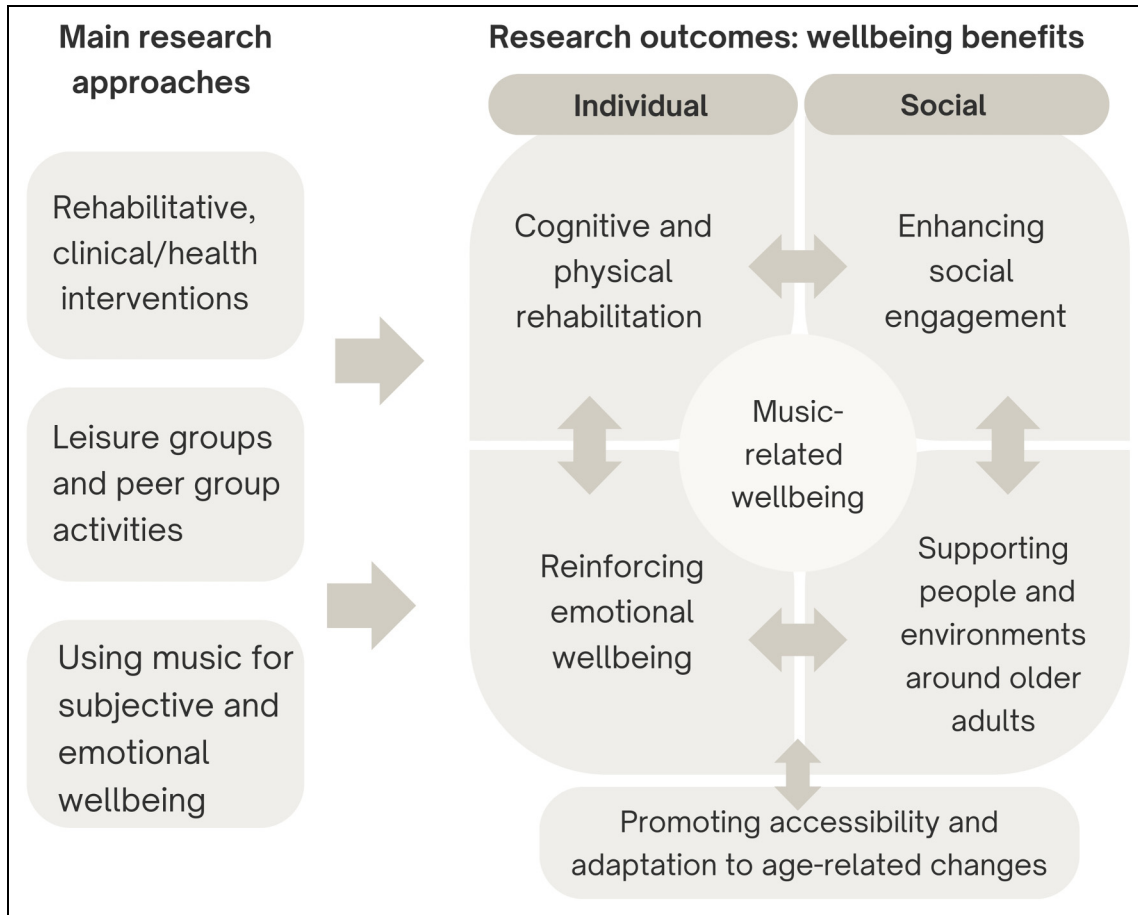 Main research
approaches
Rehabilitative,
clinical/health
interventions
Leisure groups
and peer group
activities
Using music for
subjective and
emotional
wellbeing
Research outcomes: wellbeing benefits
Individual
Social
Cognitive and
physical
rehabilitation
Enhancing
social
engagement
Music-
related
wellbeing
Reinforcing
emotional
wellbeing
Supporting
people and
environments
around older
adults
Promoting accessibility and
adaptation to age-related changes